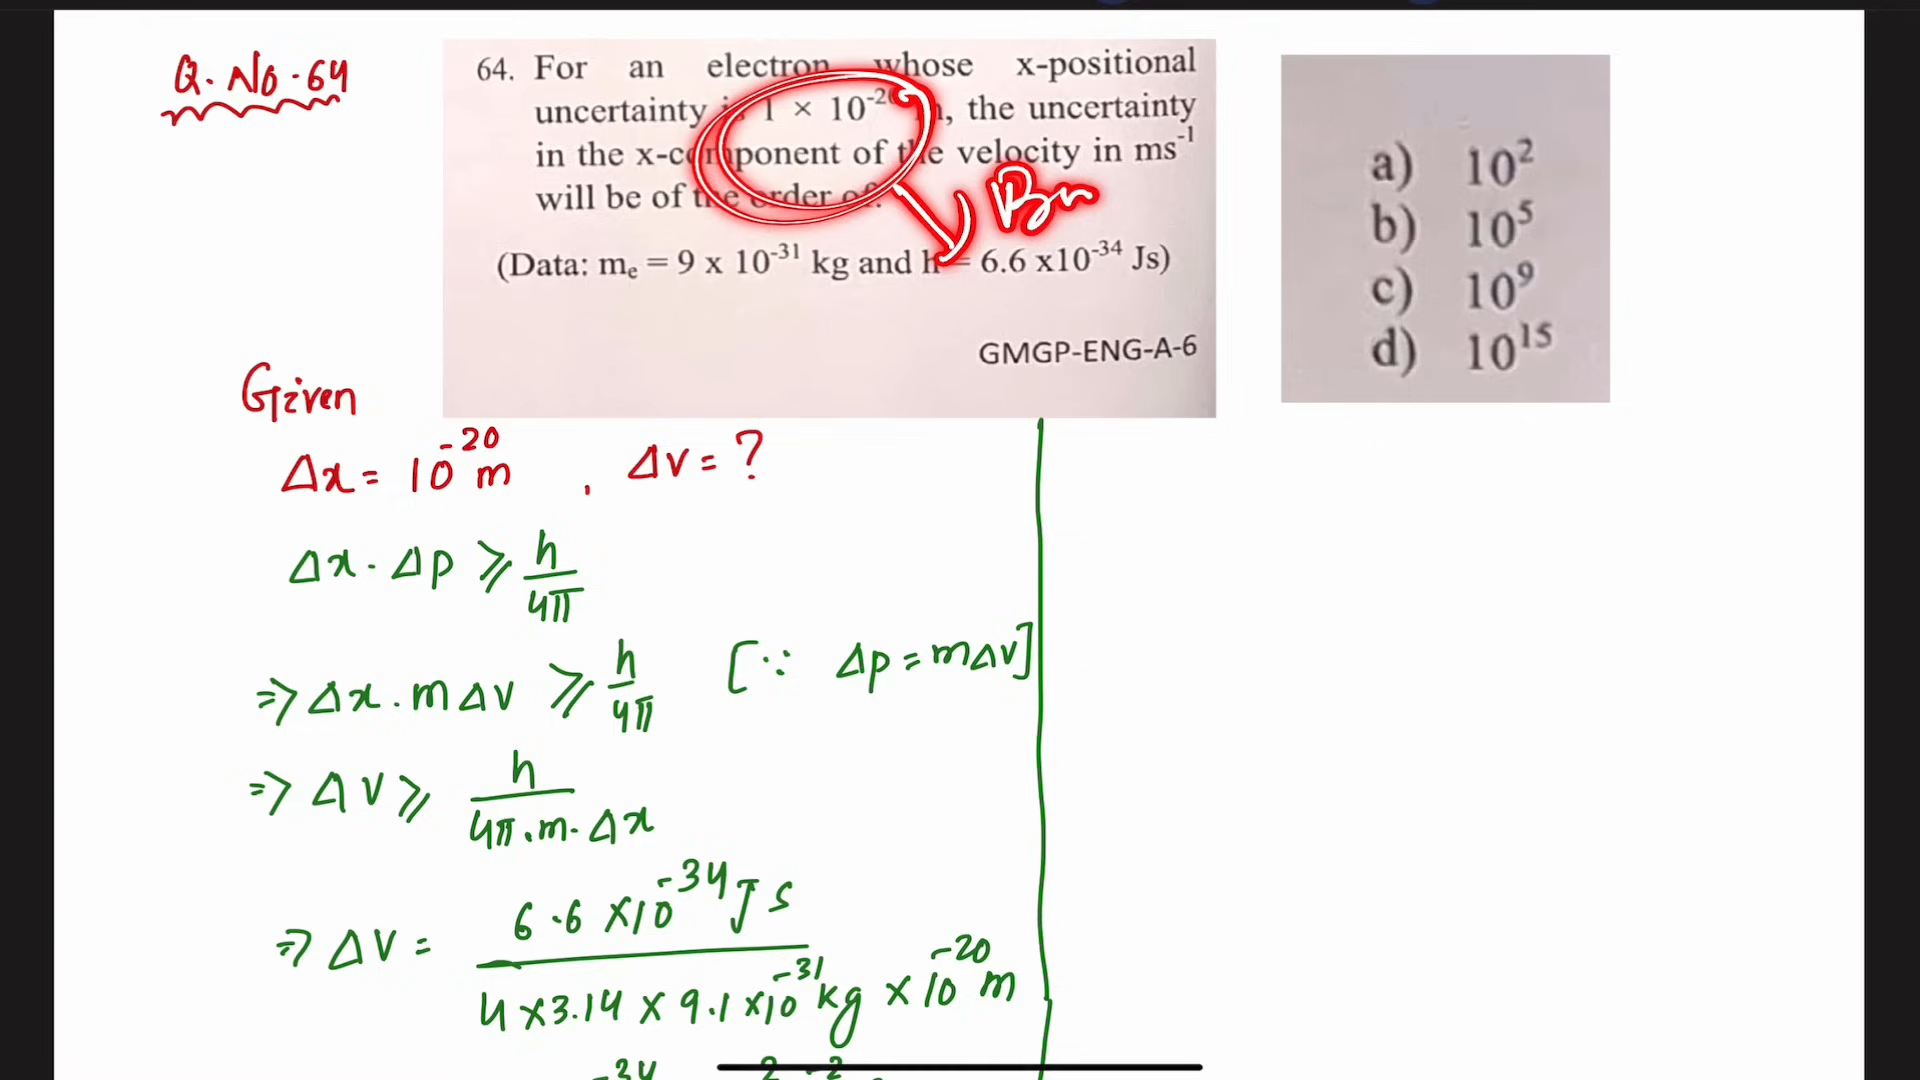 Q. No. 64
64. For an electron whose x-positional
uncertainty 1 × 10⁻²⁰, the uncertainty
in the x-component of the velocity in ms⁻¹
will be of the order of:
(Data: mₑ = 9 x 10⁻³¹ kg and h = 6.6 x10⁻³⁴ Js)
GMGP-ENG-A-6
a) 10²
b) 10⁵
c) 10⁹
d) 10¹⁵
Given
Δx = 10⁻²⁰ m , Δv = ?
Δx · Δp ⩾ h/4π
⇒ Δx . m Δv ⩾ h/4π [∵ Δp = mΔv]
⇒ Δv ⩾ h/4π.m.Δx
⇒ Δv = 6.6 ×10⁻³⁴ Js / 4 × 3.14 × 9.1 ×10⁻³¹ kg × 10⁻²⁰ m